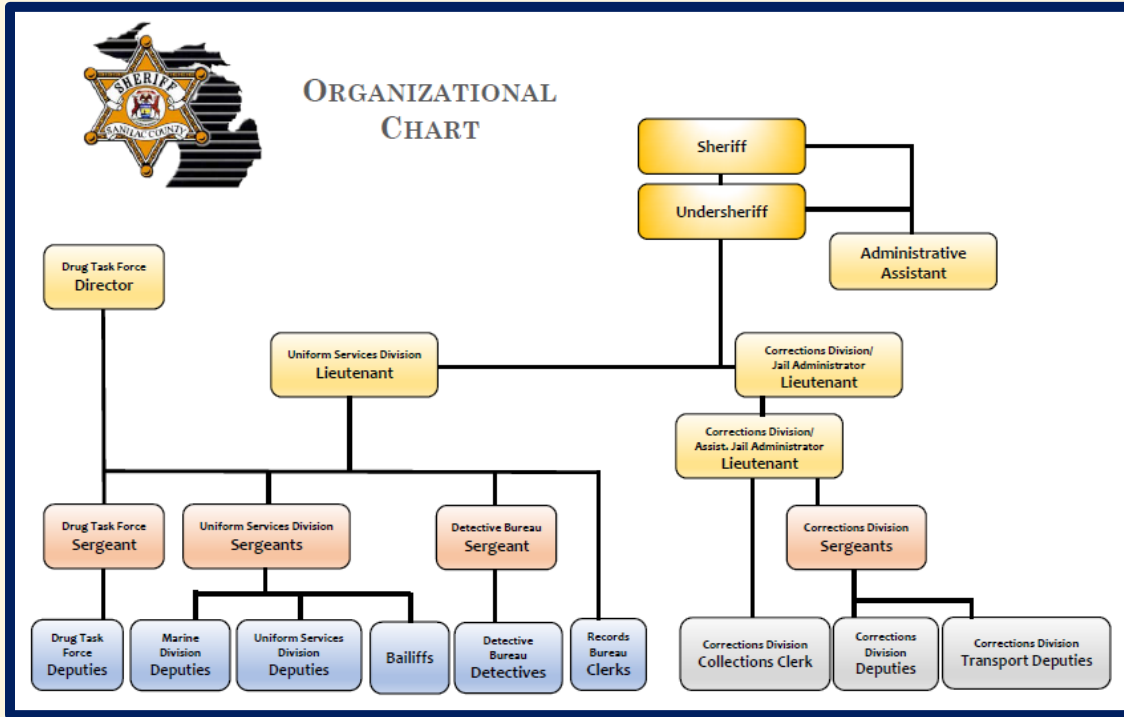 SHERIFF
SANILAC COUNTY
ORGANIZATIONAL
CHART
Sheriff
Undersheriff
Administrative
Assistant
Drug Task Force
Director
Uniform Services Division
Lieutenant
Corrections Division/
Jail Administrator
Lieutenant
Corrections Division/
Assist. Jail Administrator
Lieutenant
Drug Task Force
Sergeant
Uniform Services Division
Sergeants
Detective Bureau
Sergeant
Corrections Division
Sergeants
Drug Task
Force
Deputies
Marine
Division
Deputies
Uniform Services
Division
Deputies
Bailiffs
Detective
Bureau
Detectives
Records
Bureau
Clerks
Corrections Division
Collections Clerk
Corrections
Division
Deputies
Corrections Division
Transport Deputies